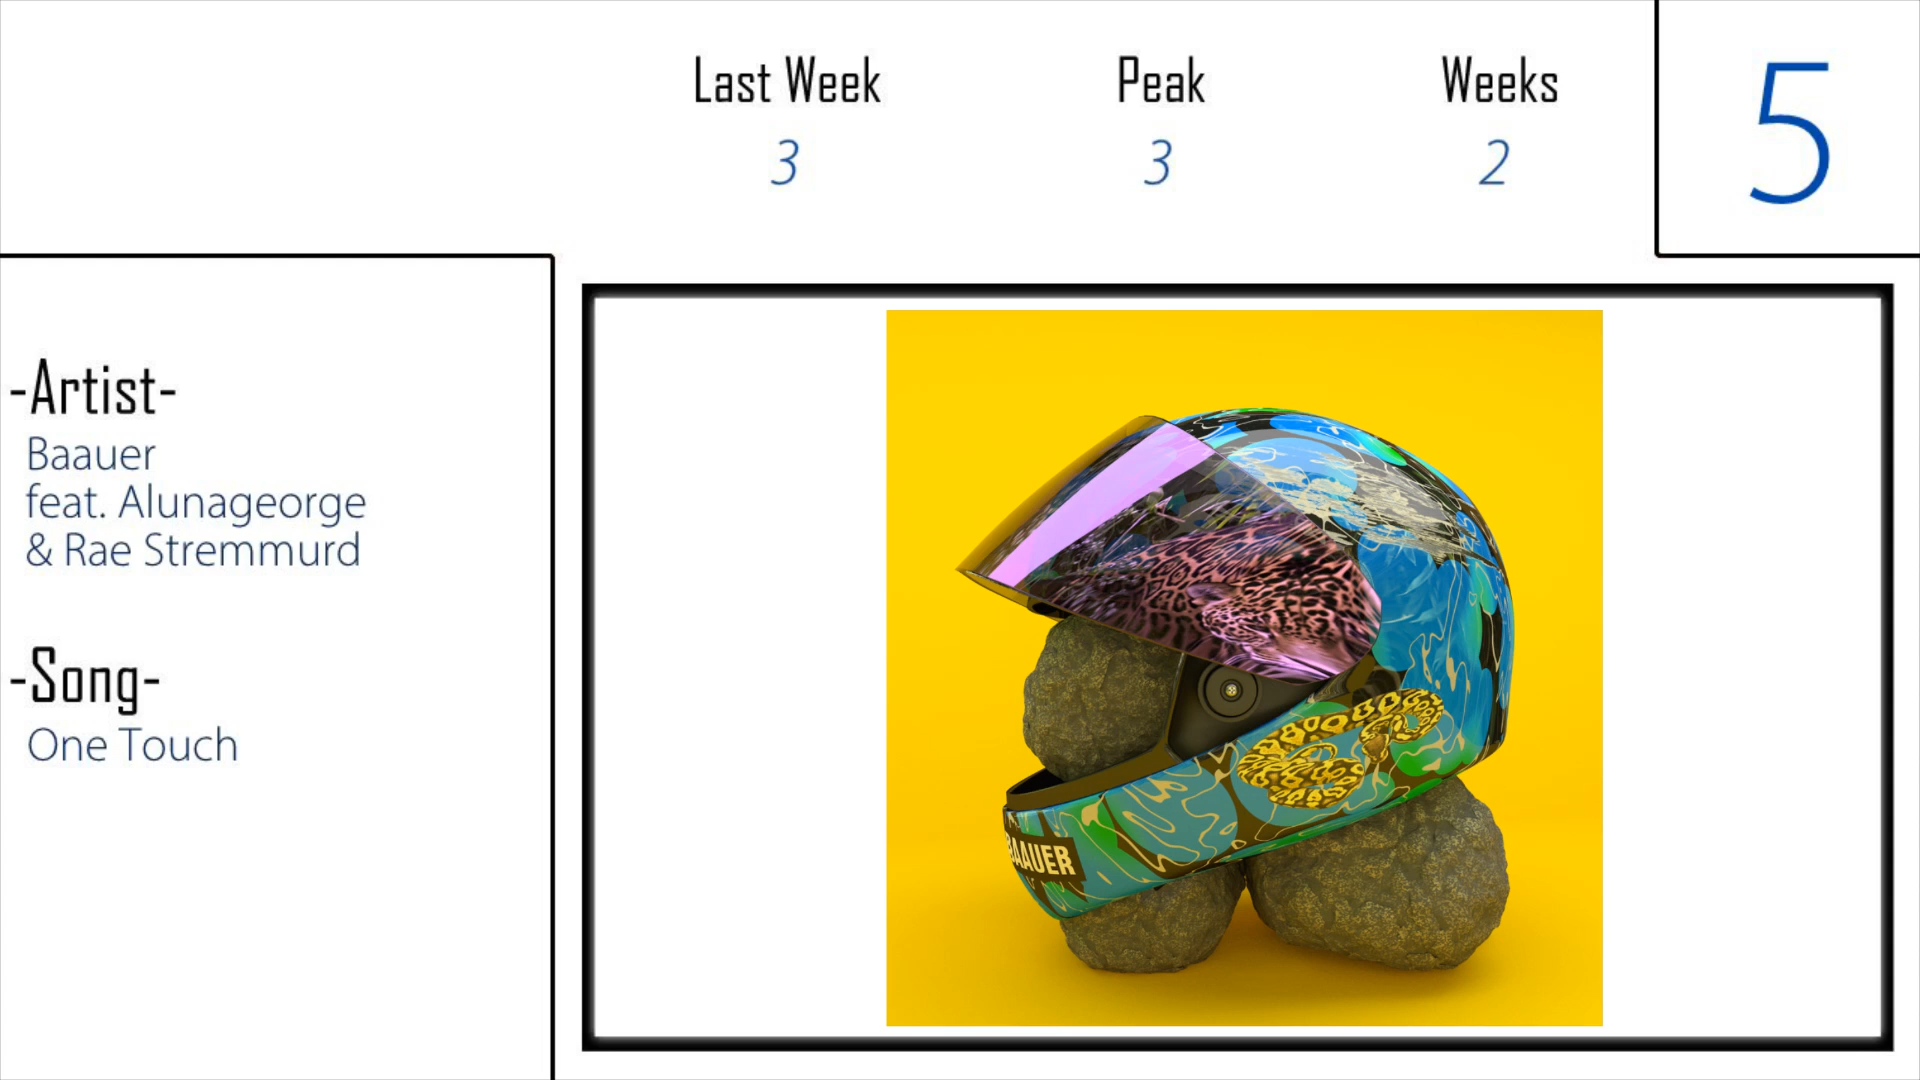 Last Week
Peak
Weeks
3
3
2
5
-Artist-
Baauer
feat. Alunageorge
& Rae Stremmurd
-Song-
One Touch
BAAUER